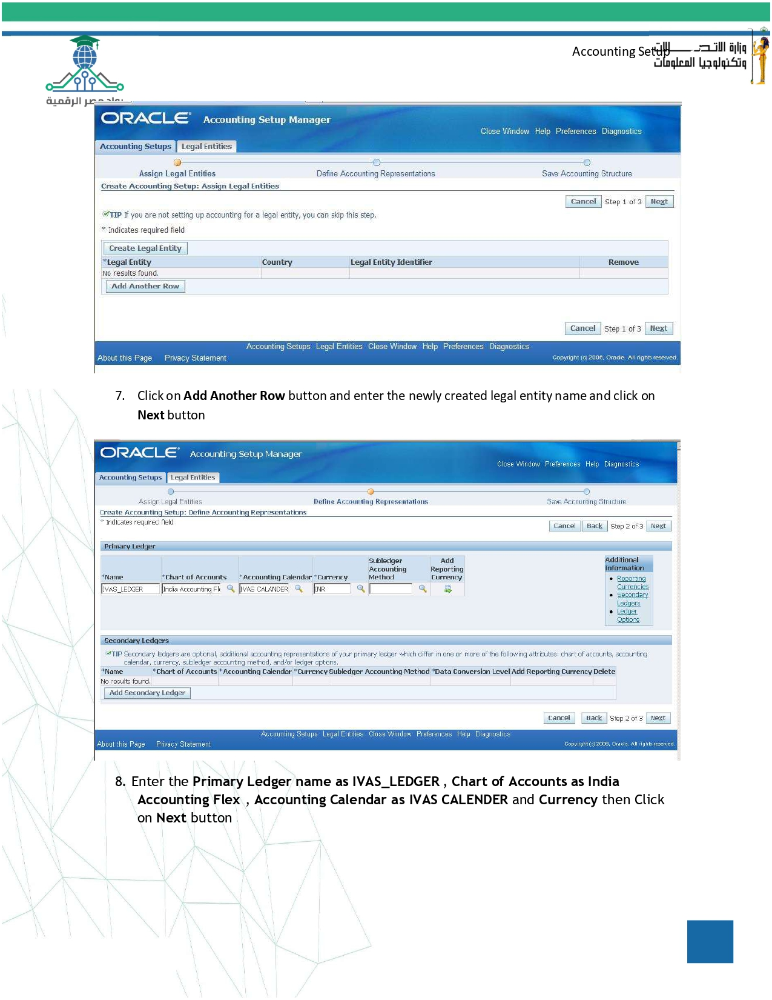 Accounting Setup
وزارة الاتصالات
وتكنولوجيا المعلومات
رواد مصر الرقمية
ORACLE® Accounting Setup Manager
Close Window Help Preferences Diagnostics
Accounting Setups Legal Entities
Assign Legal Entities Define Accounting Representations Save Accounting Structure
Create Accounting Setup: Assign Legal Entities
Cancel Step 1 of 3 Next
TIP If you are not setting up accounting for a legal entity, you can skip this step.
* Indicates required field
Create Legal Entity
*Legal Entity Country Legal Entity Identifier Remove
No results found.
Add Another Row
Cancel Step 1 of 3 Next
Accounting Setups Legal Entities Close Window Help Preferences Diagnostics
About this Page Privacy Statement Copyright (c) 2006, Oracle. All rights reserved.
7. Click on Add Another Row button and enter the newly created legal entity name and click on
Next button
ORACLE® Accounting Setup Manager
Close Window Preferences Help Diagnostics
Accounting Setups Legal Entities
Assign Legal Entities Define Accounting Representations Save Accounting Structure
Create Accounting Setup: Define Accounting Representations
* Indicates required field
Cancel Back Step 2 of 3 Next
Primary Ledger
*Name *Chart of Accounts *Accounting Calendar *Currency Subledger Accounting Method Add Reporting Currency
IVAS_LEDGER India Accounting Fl IVAS CALANDER INR
Additional Information
Reporting Currencies
Secondary Ledgers
Ledger Options
Secondary Ledgers
TIP Secondary ledgers are optional, additional accounting representations of your primary ledger which differ in one or more of the following attributes: chart of accounts, accounting
calendar, currency, subledger accounting method, and/or ledger options.
*Name *Chart of Accounts *Accounting Calendar *Currency Subledger Accounting Method *Data Conversion Level Add Reporting Currency Delete
No results found.
Add Secondary Ledger
Cancel Back Step 2 of 3 Next
Accounting Setups Legal Entities Close Window Preferences Help Diagnostics
About this Page Privacy Statement Copyright (c) 2006, Oracle. All rights reserved.
8. Enter the Primary Ledger name as IVAS_LEDGER , Chart of Accounts as India
Accounting Flex , Accounting Calendar as IVAS CALENDER and Currency then Click
on Next button